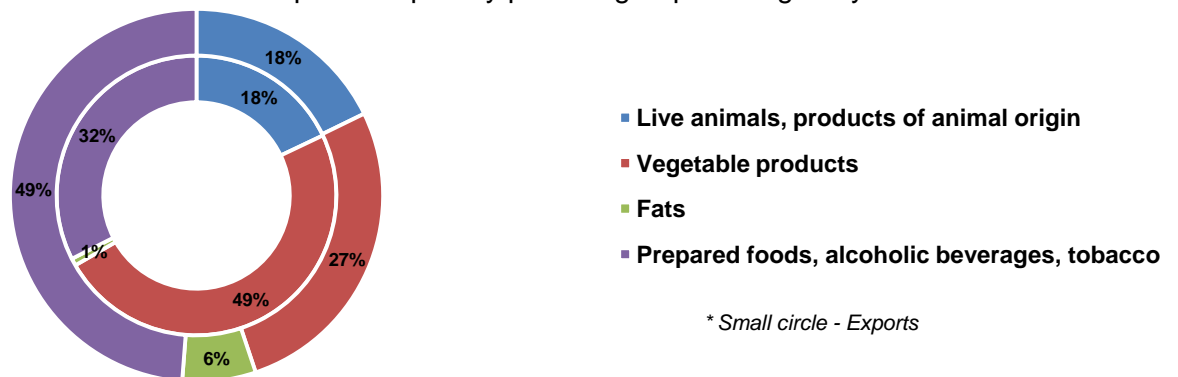 18%
18%
32%
49%
1%
27%
49%
6%
Live animals, products of animal origin
Vegetable products
Fats
Prepared foods, alcoholic beverages, tobacco
* Small circle - Exports